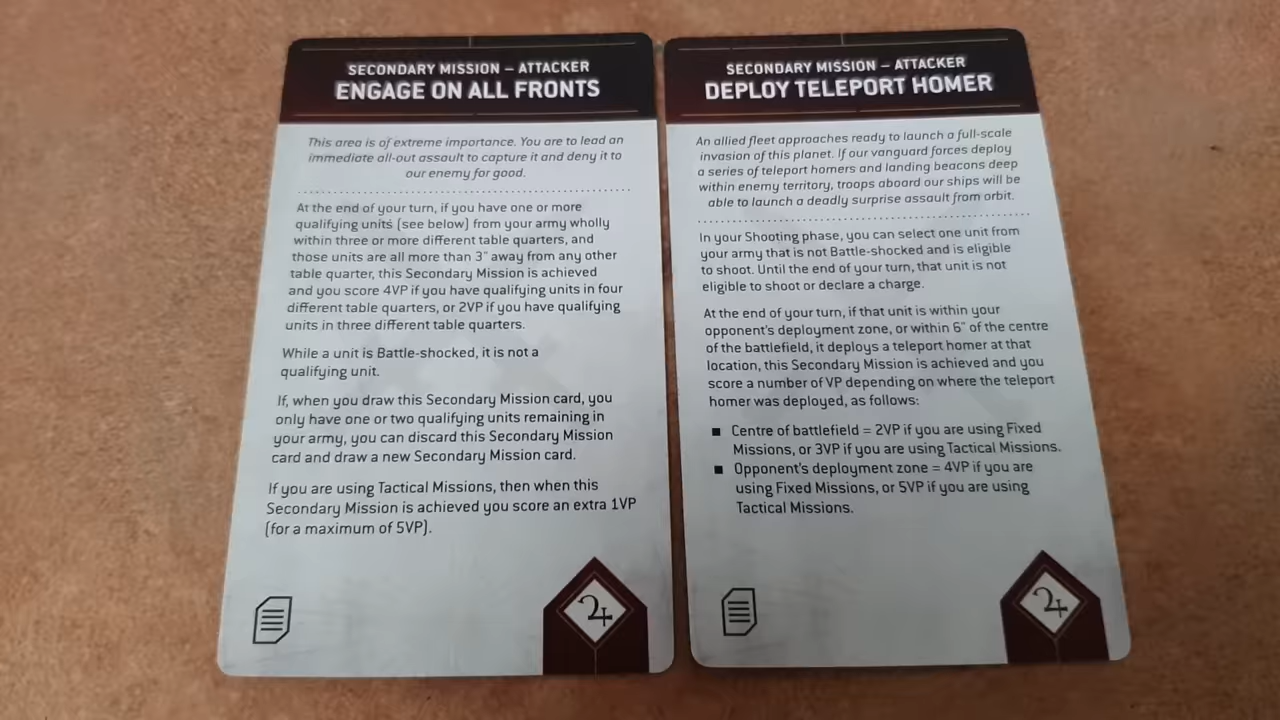 SECONDARY MISSION – ATTACKER
ENGAGE ON ALL FRONTS
This area is of extreme importance. You are to lead an
immediate all-out assault to capture it and deny it to
our enemy for good.
At the end of your turn, if you have one or more
qualifying units (see below) from your army wholly
within three or more different table quarters, and
those units are all more than 3" away from any other
table quarter, this Secondary Mission is achieved
and you score 4VP if you have qualifying units in four
different table quarters, or 2VP if you have qualifying
units in three different table quarters.
While a unit is Battle-shocked, it is not a
qualifying unit.
If, when you draw this Secondary Mission card, you
only have one or two qualifying units remaining in
your army, you can discard this Secondary Mission
card and draw a new Secondary Mission card.
If you are using Tactical Missions, then when this
Secondary Mission is achieved you score an extra 1VP
(for a maximum of 5VP).
SECONDARY MISSION – ATTACKER
DEPLOY TELEPORT HOMER
An allied fleet approaches ready to launch a full-scale
invasion of this planet. If our vanguard forces deploy
a series of teleport homers and landing beacons deep
within enemy territory, troops aboard our ships will be
able to launch a deadly surprise assault from orbit.
In your Shooting phase, you can select one unit from
your army that is not Battle-shocked and is eligible
to shoot. Until the end of your turn, that unit is not
eligible to shoot or declare a charge.
At the end of your turn, if that unit is within your
opponent's deployment zone, or within 6" of the centre
of the battlefield, it deploys a teleport homer at that
location, this Secondary Mission is achieved and you
score a number of VP depending on where the teleport
homer was deployed, as follows:
■ Centre of battlefield = 2VP if you are using Fixed
Missions, or 3VP if you are using Tactical Missions.
■ Opponent's deployment zone = 4VP if you are
using Fixed Missions, or 5VP if you are using
Tactical Missions.